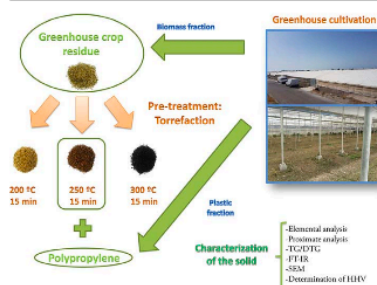 Greenhouse cultivation
Biomass fraction
Greenhouse crop
residue
Pre-treatment:
Torrefaction
200 ºC
15 min
250 ºC
15 min
300 ºC
15 min
Plastic
fraction
Polypropylene
Characterization
of the solid
-Elemental analysis
-Proximate analysis
-TG/DTG
-FT-IR
-SEM
-Determination of HHV